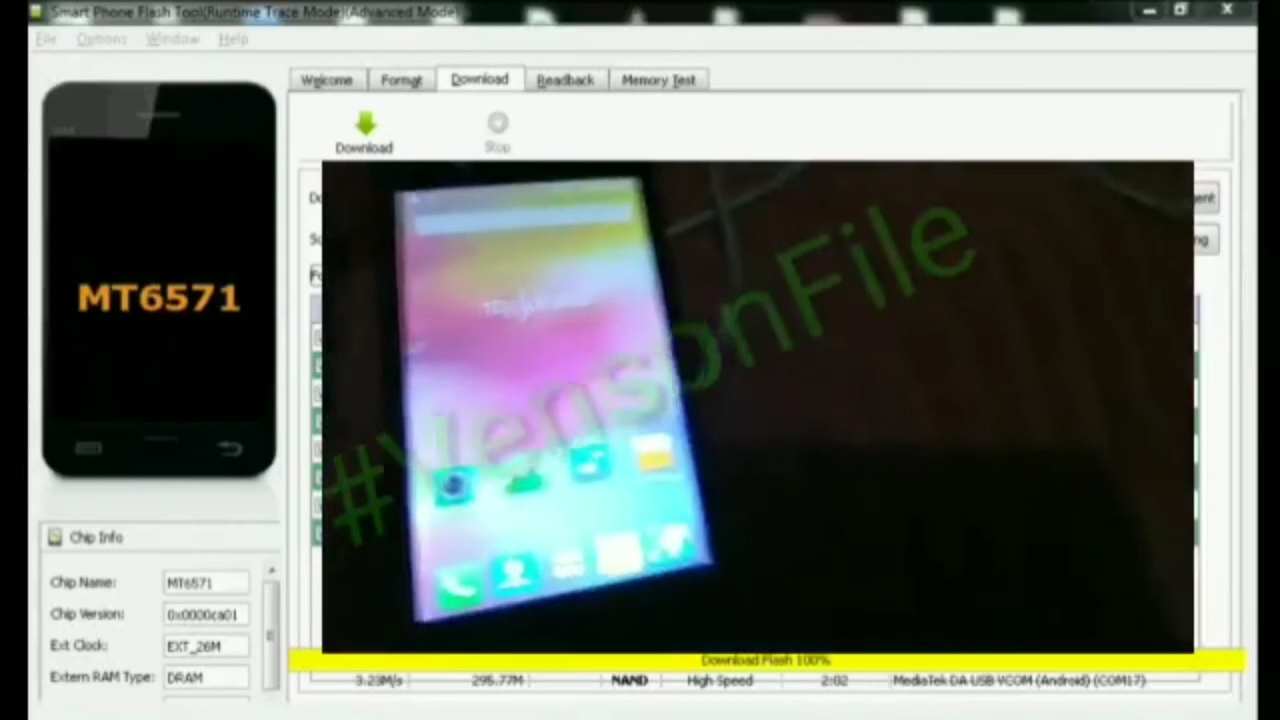 Smart Phone Flash Tool(Runtime Trace Mode)(Advanced Mode)
File Options Window Help
Welcome Format Download Readback Memory Test
Download Stop
MT6571
#VensonFile
Chip Info
Chip Name: MT6571
Chip Version: 0x0000ca01
Ext Clock: EXT_26M
Extern RAM Type: DRAM
Download Flash 100%
3.23M/s 295.77M NAND High Speed 2:02 MediaTek DA USB VCOM (Android) (COM17)